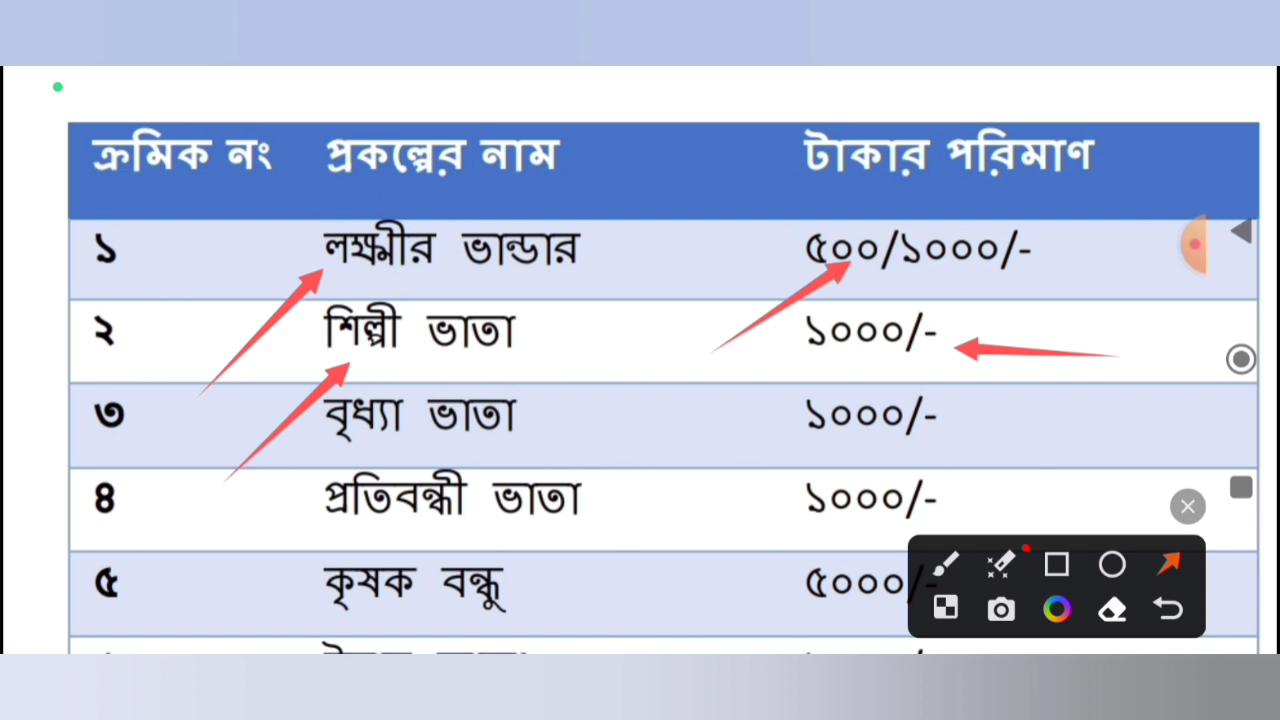 ক্রমিক নং প্রকল্পের নাম টাকার পরিমাণ
১ লক্ষ্মীর ভান্ডার ৫০০/১০০০/-
২ শিল্পী ভাতা ১০০০/-
৩ বৃধ্যা ভাতা ১০০০/-
৪ প্রতিবন্ধী ভাতা ১০০০/-
৫ কৃষক বন্ধু ৫০০০/-